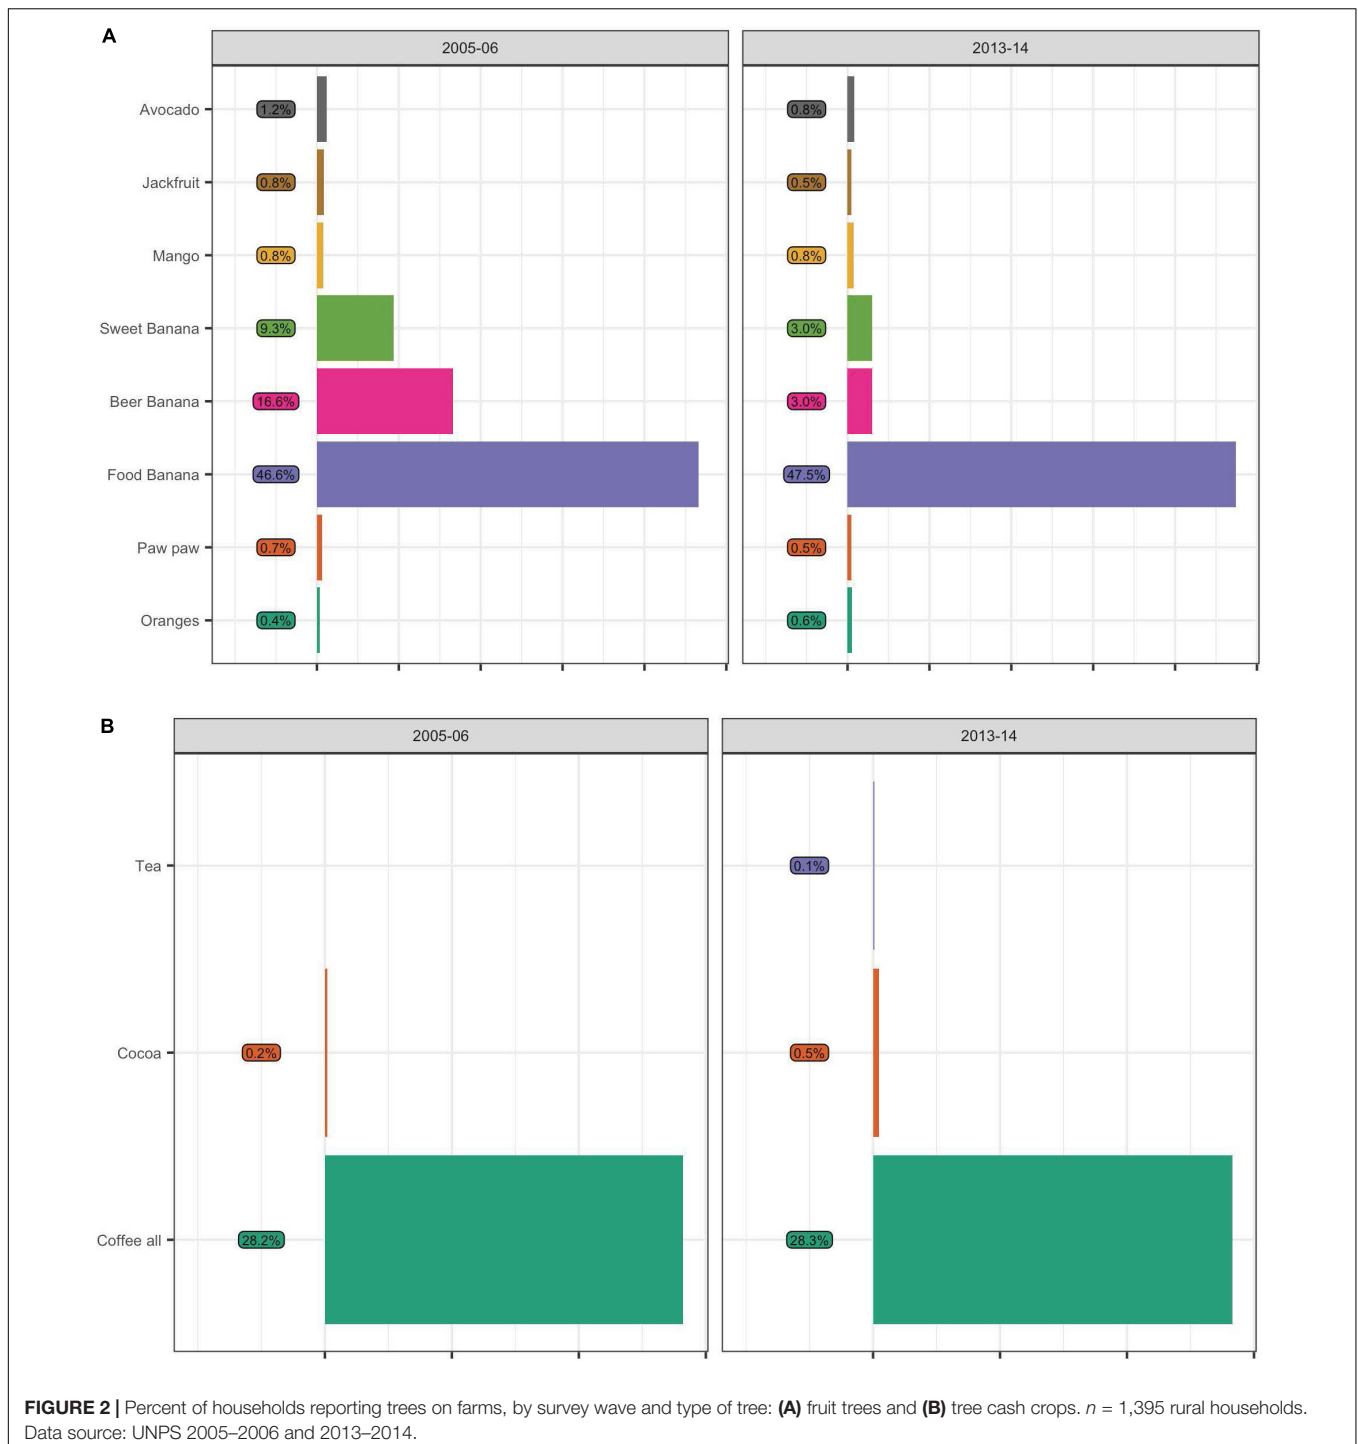 A
2005-06 2013-14
Avocado 1.2% 0.8%
Jackfruit 0.8% 0.5%
Mango 0.8% 0.8%
Sweet Banana 9.3% 3.0%
Beer Banana 16.6% 3.0%
Food Banana 46.6% 47.5%
Paw paw 0.7% 0.5%
Oranges 0.4% 0.6%
B
2005-06 2013-14
Tea 0.1%
Cocoa 0.2% 0.5%
Coffee all 28.2% 28.3%
FIGURE 2 | Percent of households reporting trees on farms, by survey wave and type of tree: (A) fruit trees and (B) tree cash crops. n = 1,395 rural households.
Data source: UNPS 2005–2006 and 2013–2014.